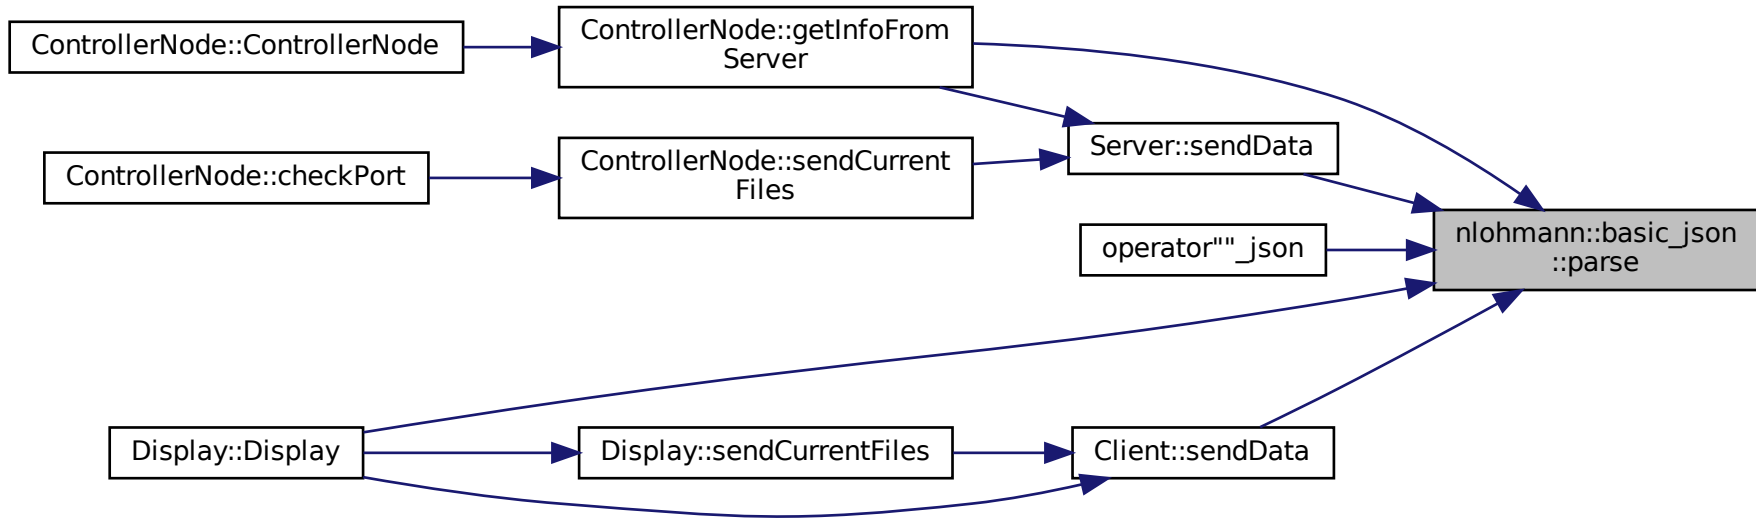 ControllerNode::ControllerNode
ControllerNode::getInfoFrom
Server
Server::sendData
ControllerNode::sendCurrent
Files
ControllerNode::checkPort
nlohmann::basic_json
::parse
operator""_json
Display::Display
Display::sendCurrentFiles
Client::sendData